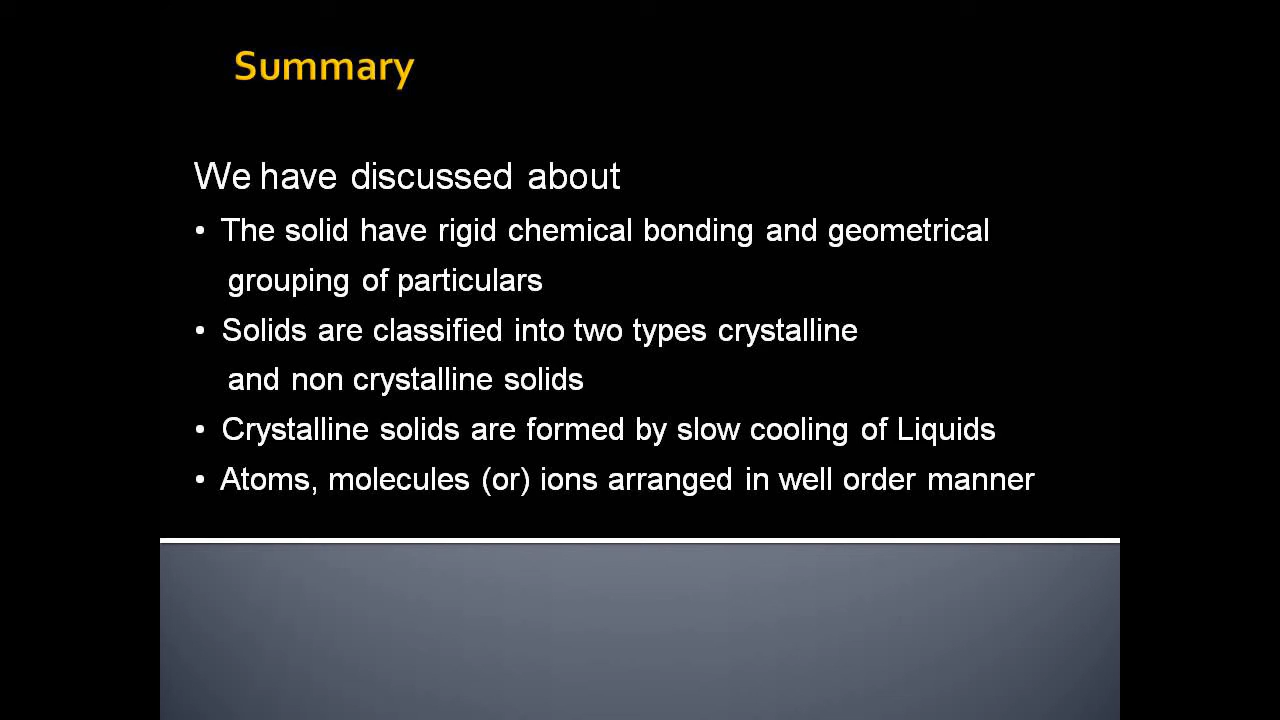 Summary
We have discussed about
• The solid have rigid chemical bonding and geometrical
grouping of particulars
• Solids are classified into two types crystalline
and non crystalline solids
• Crystalline solids are formed by slow cooling of Liquids
• Atoms, molecules (or) ions arranged in well order manner